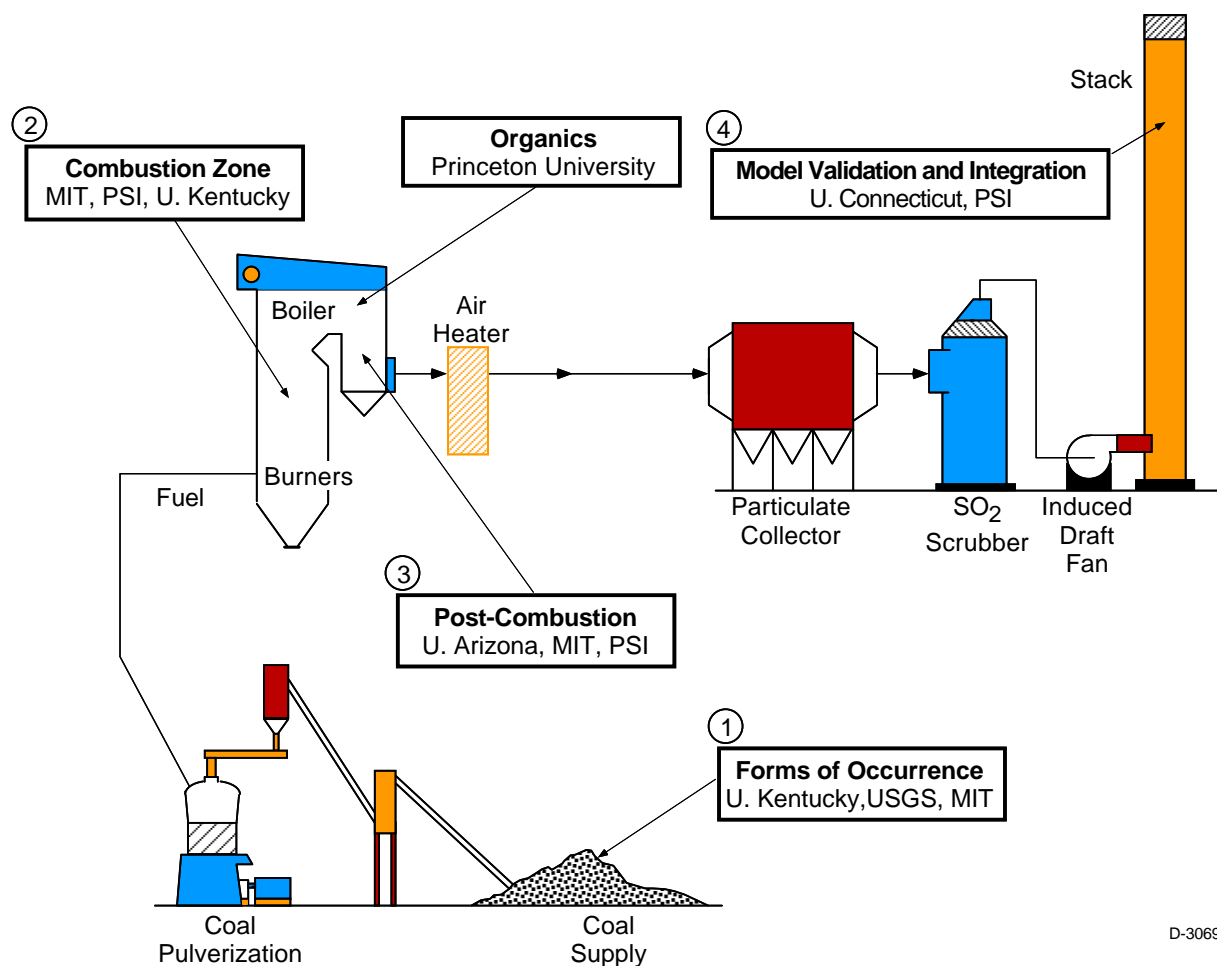 Stack
2
Combustion Zone
MIT, PSI, U. Kentucky
Organics
Princeton University
4
Model Validation and Integration
U. Connecticut, PSI
Boiler
Air
Heater
Burners
Fuel
Particulate
Collector
SO2
Scrubber
Induced
Draft
Fan
3
Post-Combustion
U. Arizona, MIT, PSI
1
Forms of Occurrence
U. Kentucky,USGS, MIT
Coal
Pulverization
Coal
Supply
D-3069